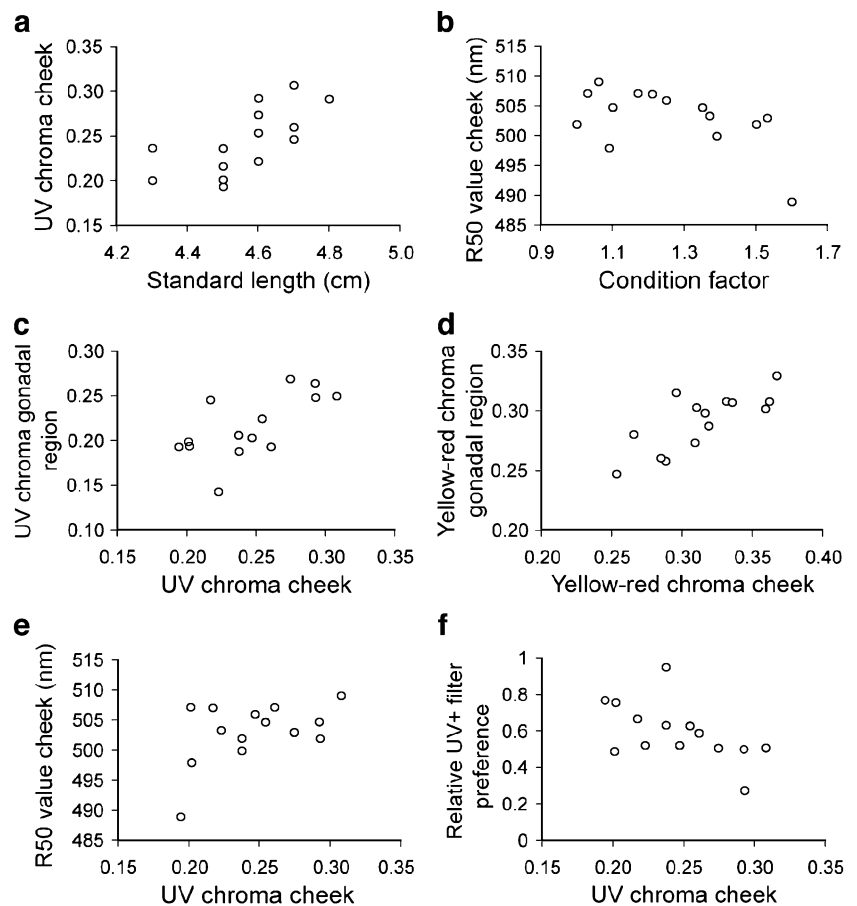 a
UV chroma cheek
0.35
0.30
0.25
0.20
0.15
4.2 4.4 4.6 4.8 5.0
Standard length (cm)
b
R50 value cheek (nm)
515
510
505
500
495
490
485
0.9 1.1 1.3 1.5 1.7
Condition factor
c
UV chroma gonadal
region
0.30
0.25
0.20
0.15
0.10
0.15 0.20 0.25 0.30 0.35
UV chroma cheek
d
Yellow-red chroma
gonadal region
0.35
0.30
0.25
0.20
0.20 0.25 0.30 0.35 0.40
Yellow-red chroma cheek
e
R50 value cheek (nm)
515
510
505
500
495
490
485
0.15 0.20 0.25 0.30 0.35
UV chroma cheek
f
Relative UV+ filter
preference
1
0.8
0.6
0.4
0.2
0
0.15 0.20 0.25 0.30 0.35
UV chroma cheek